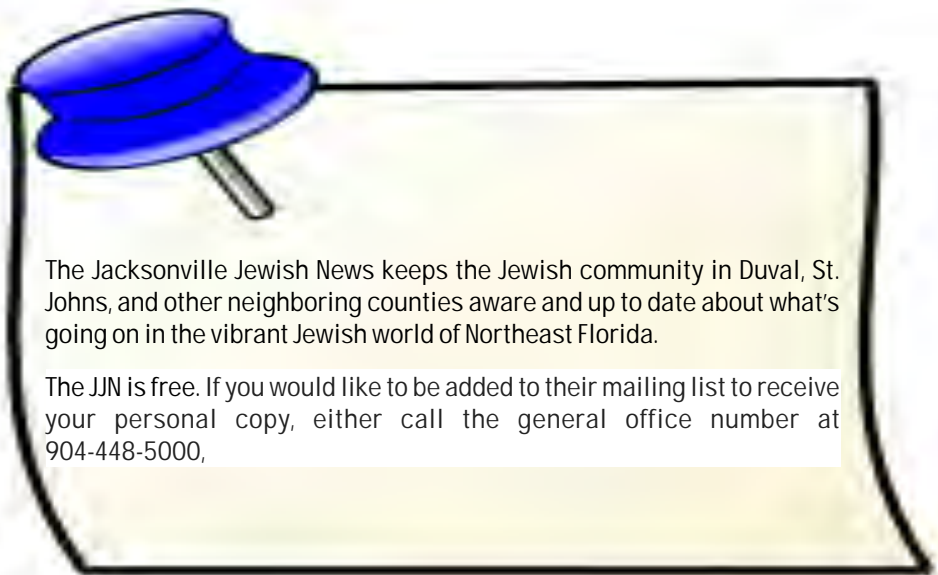 The Jacksonville Jewish News keeps the Jewish community in Duval, St.
Johns, and other neighboring counties aware and up to date about what's
going on in the vibrant Jewish world of Northeast Florida.
The JJN is free. If you would like to be added to their mailing list to receive
your personal copy, either call the general office number at
904-448-5000,